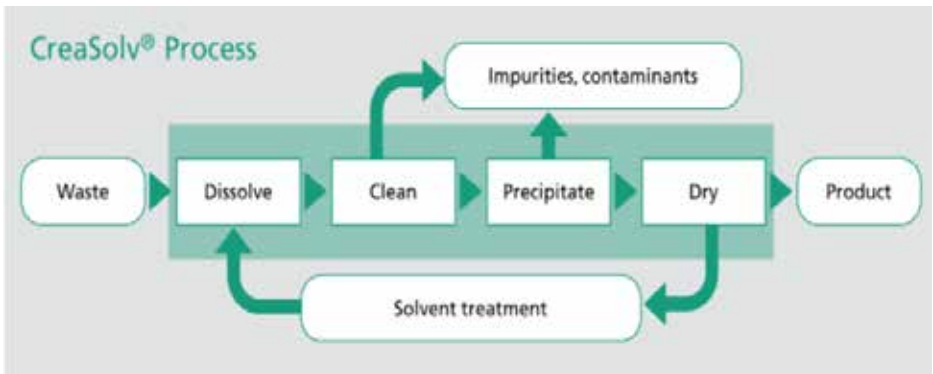 CreaSolv® Process
Impurities, contaminants
Waste
Dissolve
Clean
Precipitate
Dry
Product
Solvent treatment